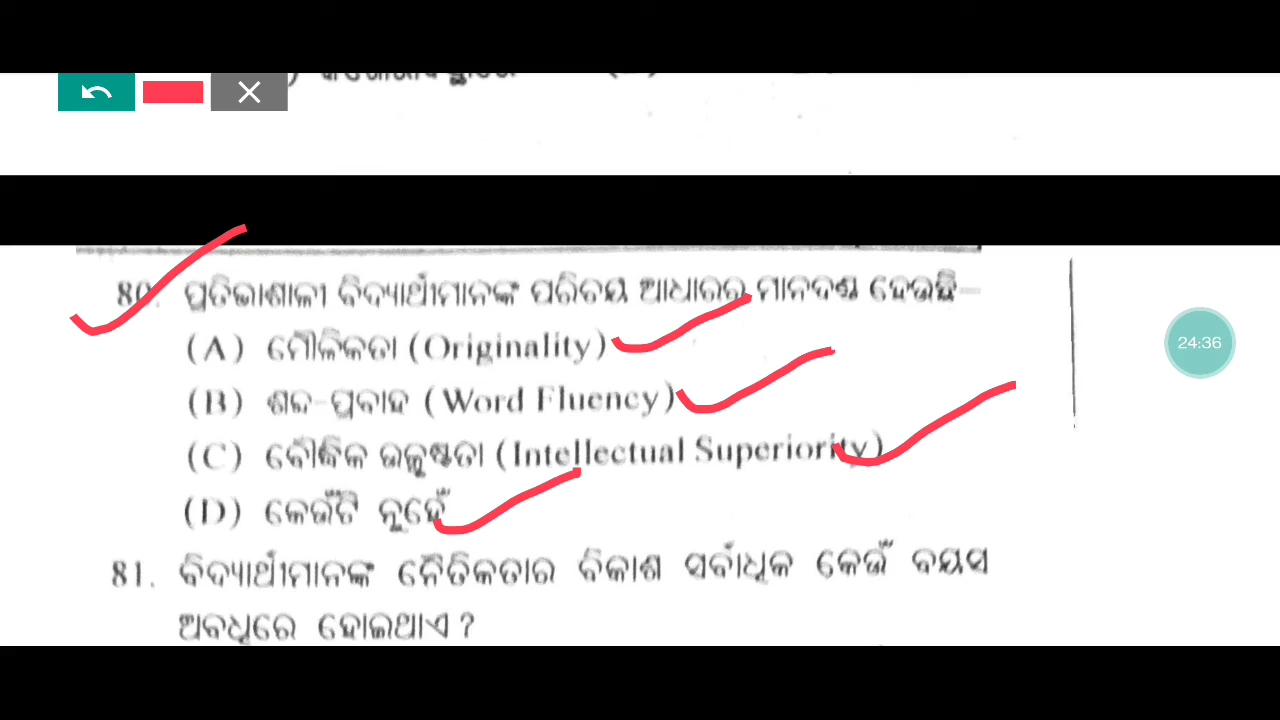 80. ପ୍ରତିଭାଶାଳୀ ବିଦ୍ୟାର୍ଥୀମାନଙ୍କ ପରିଚୟ ଆଧାରର ମାନଦଣ୍ଡ ହେଉଛି—
(A) ମୌଳିକତା (Originality)
(B) ଶବ୍ଦ-ପ୍ରବାହ (Word Fluency)
(C) ବୌଦ୍ଧିକ ଉତ୍କୃଷ୍ଟତା (Intellectual Superiority)
24:36
(D) କେଉଁଟି ନୁହେଁ
81. ବିଦ୍ୟାର୍ଥୀମାନଙ୍କ ନୈତିକତାର ବିକାଶ ସର୍ବାଧିକ କେଉଁ ବୟସ
ଅବଧିରେ ହୋଇଥାଏ ?